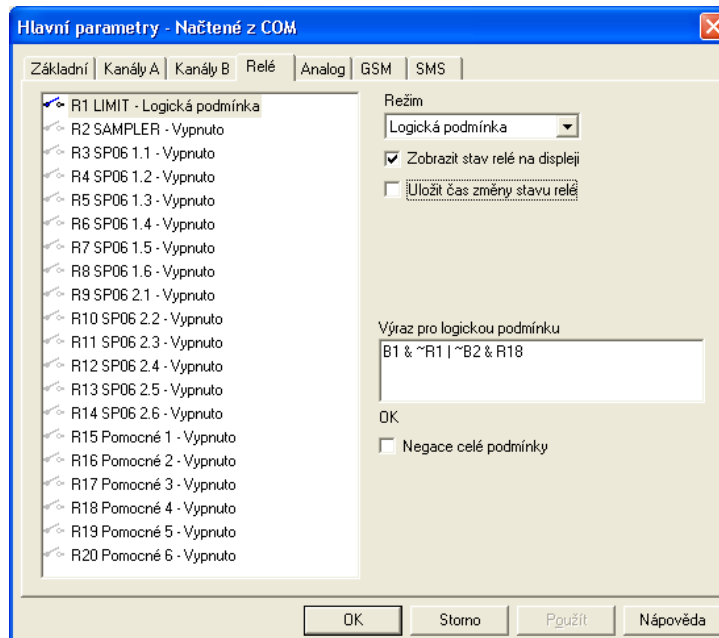 Hlavní parametry - Načtené z COM
Základní
Kanály A
Kanály B
Relé
Analog
GSM
SMS
R1 LIMIT - Logická podmínka
R2 SAMPLER - Vypnuto
R3 SP06 1.1 - Vypnuto
R4 SP06 1.2 - Vypnuto
R5 SP06 1.3 - Vypnuto
R6 SP06 1.4 - Vypnuto
R7 SP06 1.5 - Vypnuto
R8 SP06 1.6 - Vypnuto
R9 SP06 2.1 - Vypnuto
R10 SP06 2.2 - Vypnuto
R11 SP06 2.3 - Vypnuto
R12 SP06 2.4 - Vypnuto
R13 SP06 2.5 - Vypnuto
R14 SP06 2.6 - Vypnuto
R15 Pomocné 1 - Vypnuto
R16 Pomocné 2 - Vypnuto
R17 Pomocné 3 - Vypnuto
R18 Pomocné 4 - Vypnuto
R19 Pomocné 5 - Vypnuto
R20 Pomocné 6 - Vypnuto
Režim
Logická podmínka
Zobrazit stav relé na displeji
Uložit čas změny stavu relé
Výraz pro logickou podmínku
B1 & ~R1 | ~B2 & R18
OK
Negace celé podmínky
OK
Storno
Použít
Nápověda